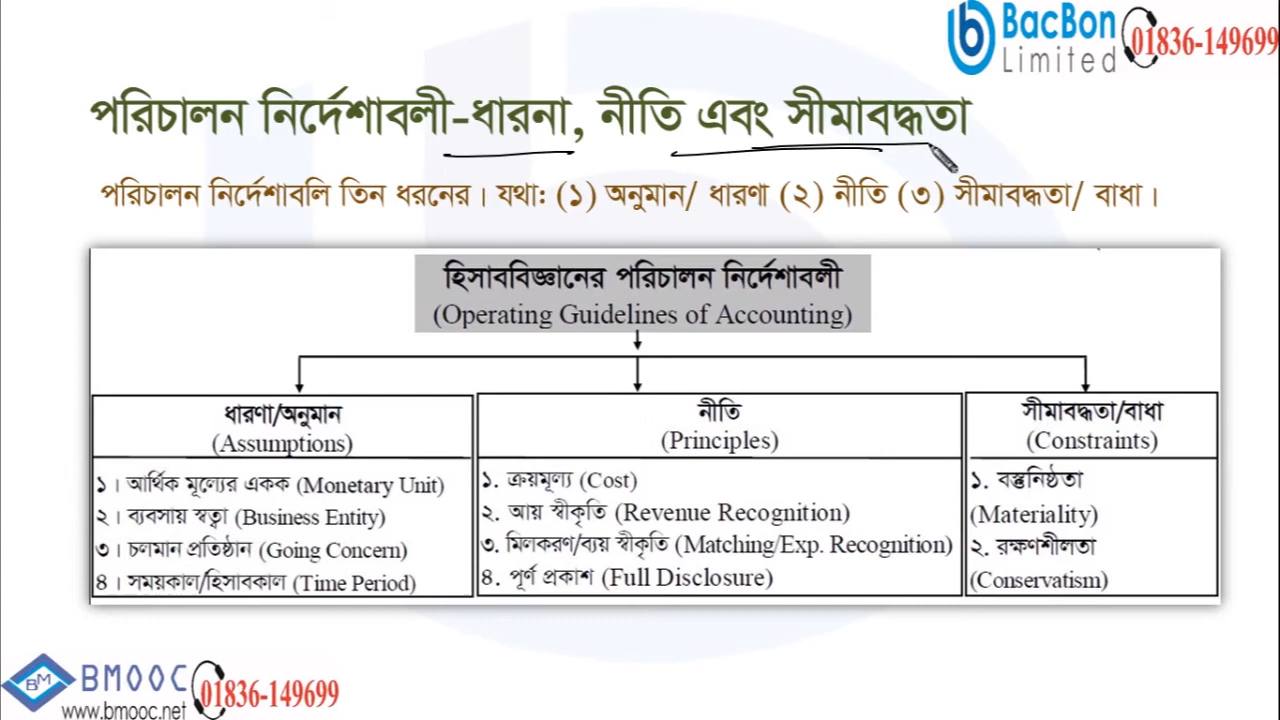 BacBon
Limited
01836-149699
পরিচালন নির্দেশাবলী-ধারনা, নীতি এবং সীমাবদ্ধতা
পরিচালন নির্দেশাবলি তিন ধরনের। যথা: (১) অনুমান/ ধারণা (২) নীতি (৩) সীমাবদ্ধতা/ বাধা।
হিসাববিজ্ঞানের পরিচালন নির্দেশাবলী
(Operating Guidelines of Accounting)
ধারণা/অনুমান
(Assumptions)
১। আর্থিক মূল্যের একক (Monetary Unit)
২। ব্যবসায় স্বত্বা (Business Entity)
৩। চলমান প্রতিষ্ঠান (Going Concern)
৪। সময়কাল/হিসাবকাল (Time Period)
নীতি
(Principles)
১. ক্রয়মূল্য (Cost)
২. আয় স্বীকৃতি (Revenue Recognition)
৩. মিলকরণ/ব্যয় স্বীকৃতি (Matching/Exp. Recognition)
৪. পূর্ণ প্রকাশ (Full Disclosure)
সীমাবদ্ধতা/বাধা
(Constraints)
১. বস্তুনিষ্ঠতা
(Materiality)
২. রক্ষণশীলতা
(Conservatism)
BM
BMOOC
01836-149699
www.bmooc.net